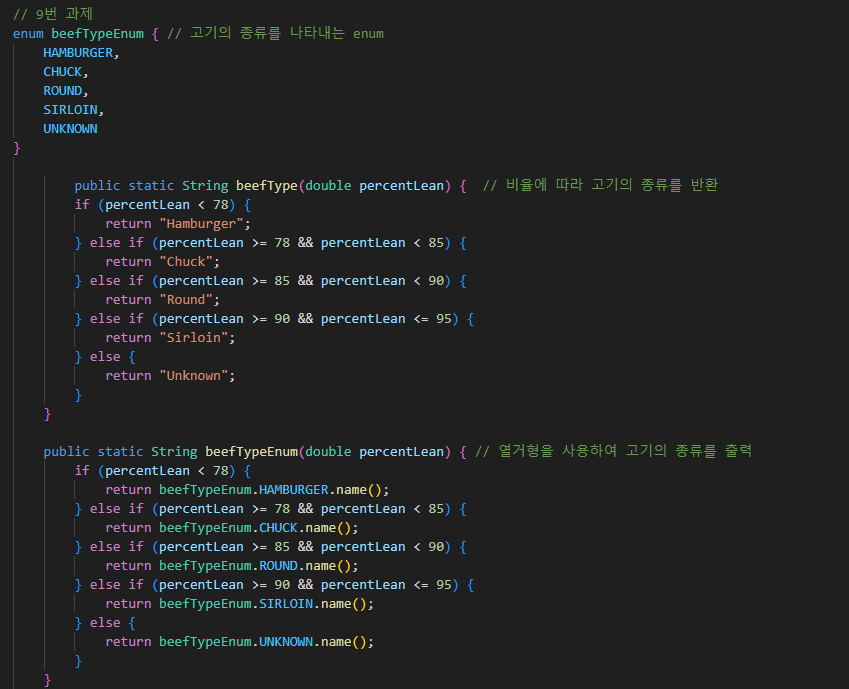 // 9번 과제
enum beefTypeEnum { // 고기의 종류를 나타내는 enum
    HAMBURGER,
    CHUCK,
    ROUND,
    SIRLOIN,
    UNKNOWN
}
        public static String beefType(double percentLean) {  // 비율에 따라 고기의 종류를 반환
        if (percentLean < 78) {
            return "Hamburger";
        } else if (percentLean >= 78 && percentLean < 85) {
            return "Chuck";
        } else if (percentLean >= 85 && percentLean < 90) {
            return "Round";
        } else if (percentLean >= 90 && percentLean <= 95) {
            return "Sirloin";
        } else {
            return "Unknown";
        }
    }
    public static String beefTypeEnum(double percentLean) { // 열거형을 사용하여 고기의 종류를 출력
        if (percentLean < 78) {
            return beefTypeEnum.HAMBURGER.name();
        } else if (percentLean >= 78 && percentLean < 85) {
            return beefTypeEnum.CHUCK.name();
        } else if (percentLean >= 85 && percentLean < 90) {
            return beefTypeEnum.ROUND.name();
        } else if (percentLean >= 90 && percentLean <= 95) {
            return beefTypeEnum.SIRLOIN.name();
        } else {
            return beefTypeEnum.UNKNOWN.name();
        }
    }